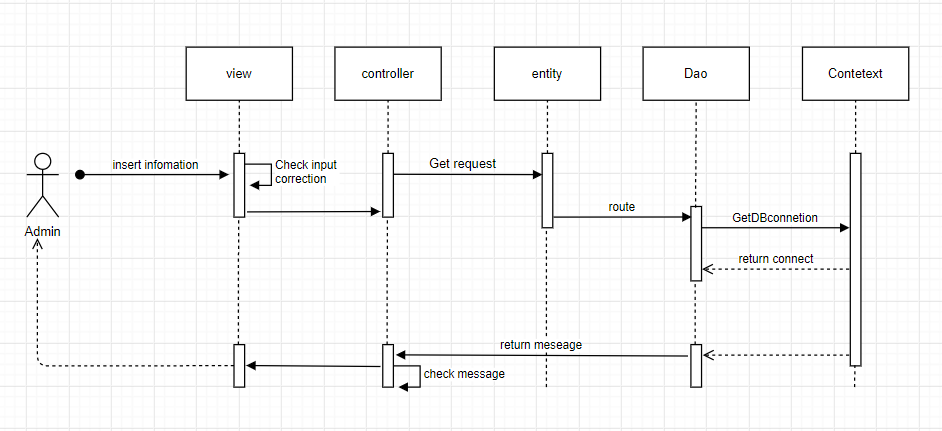 view
controller
entity
Dao
Contetext
insert infomation
Check input
correction
Get request
route
GetDBconnetion
Admin
return connect
return meseage
check message